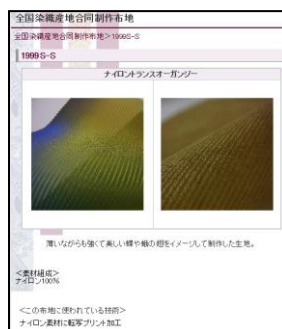 全国染織産地合同制作布地
全国染織産地合同制作布地>1999S-S
1999S-S
ナイロントランスオーガンジー
薄いながらも強くて美しい蝶や蛾の翅をイメージして制作した生地。
<素材組成>
ナイロン100%
<この布地に使われている技術>
ナイロン素材に転写プリント加工